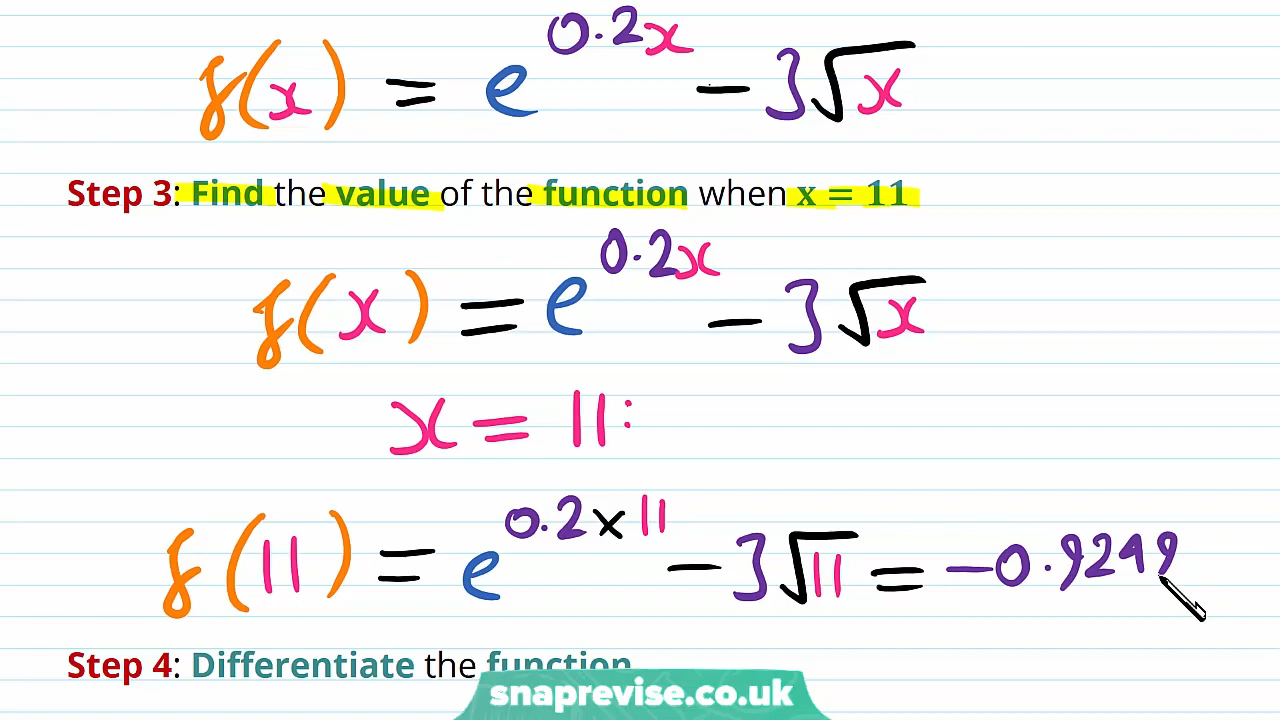 f(x) = e^0.2x − 3√x
Step 3: Find the value of the function when x = 11
f(x) = e^0.2x − 3√x
x = 11:
f(11) = e^0.2×11 − 3√11 = −0.9249
Step 4: Differentiate the function
snaprevise.co.uk